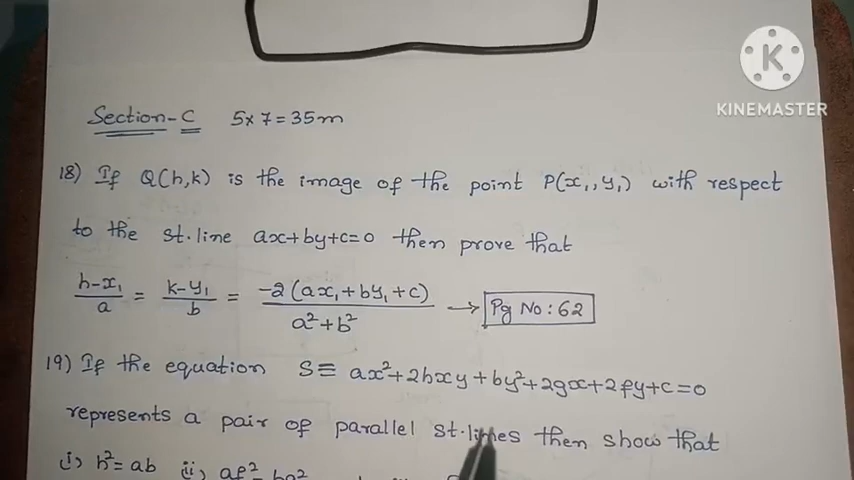 KINEMASTER
Section-C 5x7=35m
18) If Q(h,k) is the image of the point P(x₁,y₁) with respect
to the st.line ax+by+c=0 then prove that
(h-x₁)/a = (k-y₁)/b = -2(ax₁+by₁+c)/(a²+b²) → Pg No:62
19) If the equation S≡ ax²+2hxy+by²+2gx+2fy+c=0
represents a pair of parallel st.lines then show that
(i) h²=ab (ii) af²=bg²